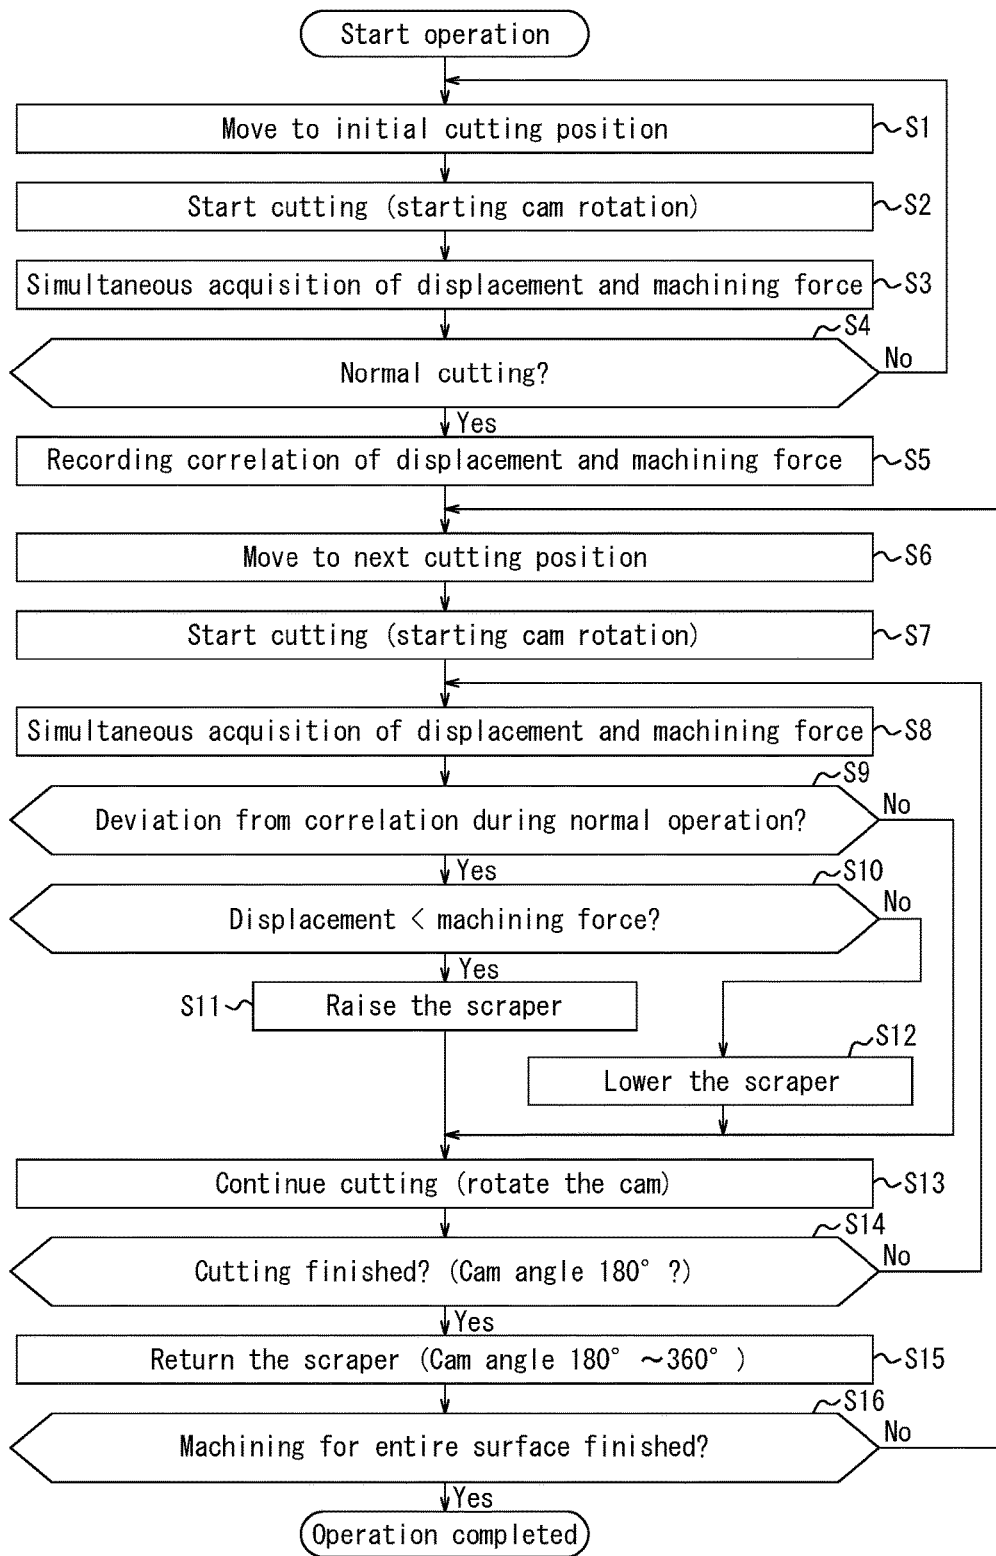 Start operation
Move to initial cutting position
S1
Start cutting (starting cam rotation)
S2
Simultaneous acquisition of displacement and machining force
S3
S4
Normal cutting?
No
Yes
Recording correlation of displacement and machining force
S5
Move to next cutting position
S6
Start cutting (starting cam rotation)
S7
Simultaneous acquisition of displacement and machining force
S8
S9
Deviation from correlation during normal operation?
No
Yes
S10
Displacement < machining force?
No
Yes
S11
Raise the scraper
S12
Lower the scraper
Continue cutting (rotate the cam)
S13
S14
Cutting finished? (Cam angle 180° ?)
No
Yes
Return the scraper (Cam angle 180° ~360° )
S15
S16
Machining for entire surface finished?
No
Yes
Operation completed